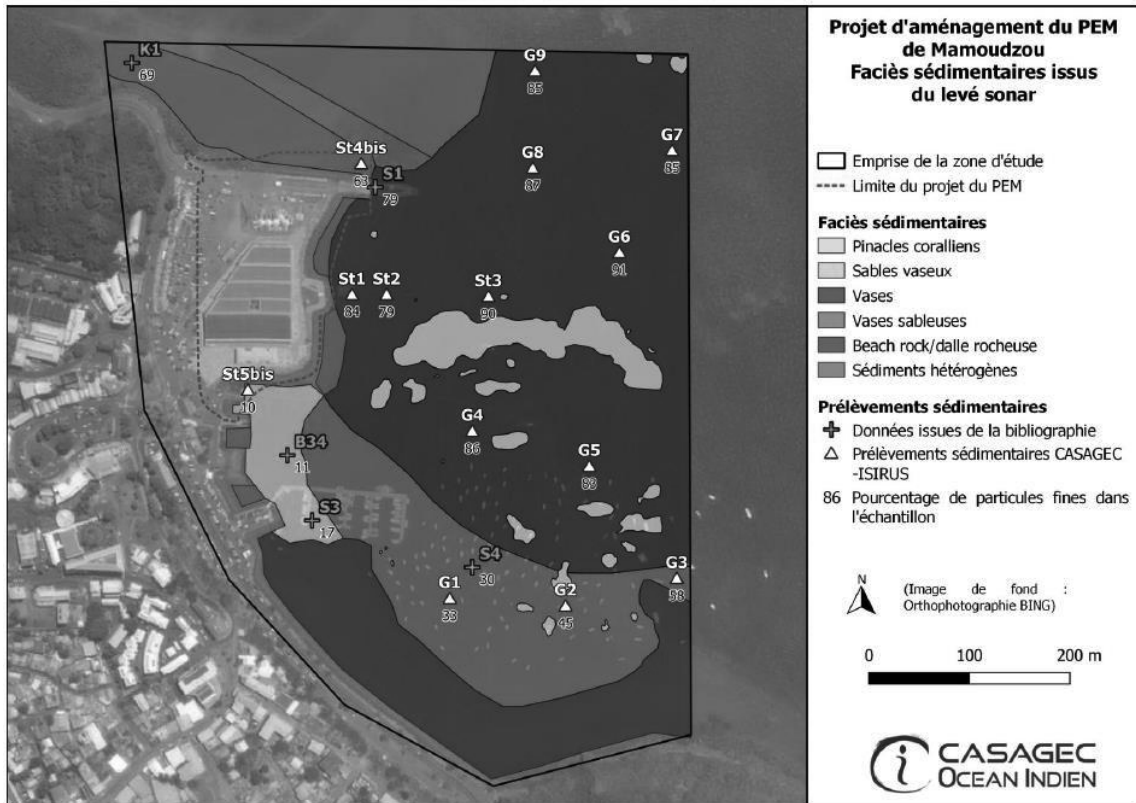 K1
69
G9
85
St4bis
63
S1
79
G8
87
G7
85
G6
91
St1
84
St2
79
St3
90
St5bis
10
G4
86
B34
11
G5
83
S3
17
S4
30
G1
33
G2
45
G3
58
Projet d'aménagement du PEM
de Mamoudzou
Faciès sédimentaires issus
du levé sonar
Emprise de la zone d'étude
Limite du projet du PEM
Faciès sédimentaires
Pinacles coralliens
Sables vaseux
Vases
Vases sableuses
Beach rock/dalle rocheuse
Sédiments hétérogènes
Prélèvements sédimentaires
Données issues de la bibliographie
Prélèvements sédimentaires CASAGEC
-ISIRUS
86 Pourcentage de particules fines dans
l'échantillon
N
(Image de fond :
Orthophotographie BING)
0 100 200 m
CASAGEC
OCEAN INDIEN